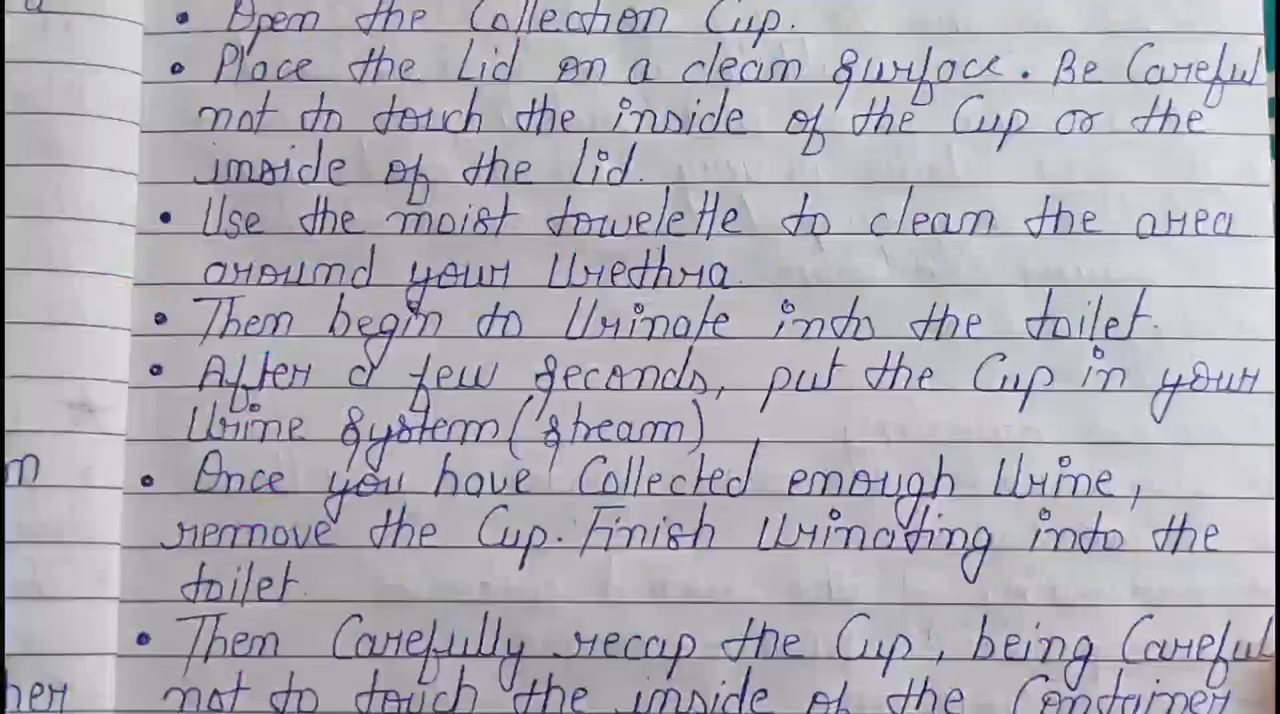 • Open the Collection Cup.
• Place the Lid on a clean surface. Be Careful
not to touch the inside of the Cup or the
inside of the lid.
• Use the moist towelette to clean the area
around your Urethra.
• Then begin to Urinate into the toilet.
• After a few seconds, put the Cup in your
Urine system (stream)
• Once you have Collected enough Urine,
remove the Cup. Finish Urinating into the
toilet.
• Then Carefully recap the Cup, being Careful
not to touch the inside of the Container